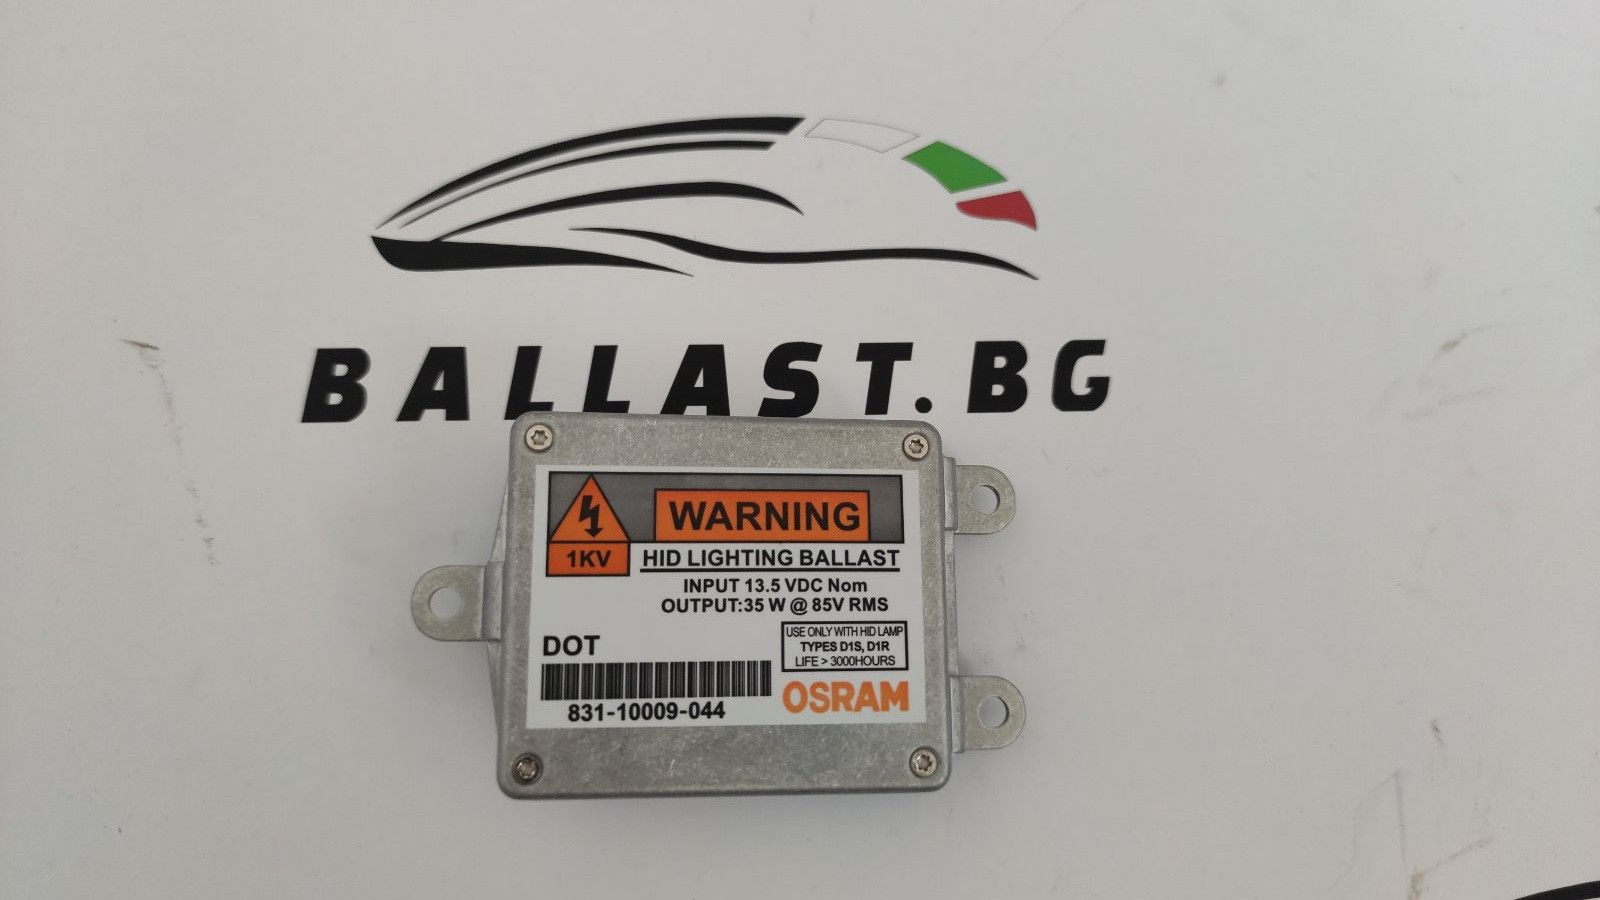 BALLAST.BG
WARNING
1KV
HID LIGHTING BALLAST
INPUT 13.5 VDC Nom
OUTPUT:35 W @ 85V RMS
DOT
USE ONLY WITH HID LAMP
TYPES D1S, D1R
LIFE > 3000HOURS
831-10009-044
OSRAM